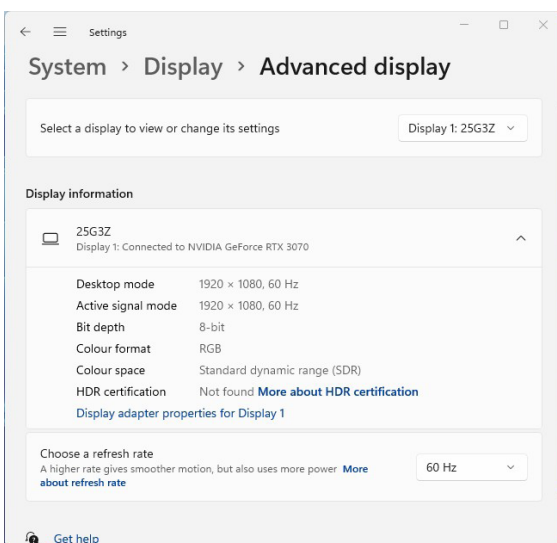 Settings
System > Display > Advanced display
Select a display to view or change its settings
Display 1: 25G3Z
Display information
25G3Z
Display 1: Connected to NVIDIA GeForce RTX 3070
Desktop mode 1920 × 1080, 60 Hz
Active signal mode 1920 × 1080, 60 Hz
Bit depth 8-bit
Colour format RGB
Colour space Standard dynamic range (SDR)
HDR certification Not found More about HDR certification
Display adapter properties for Display 1
Choose a refresh rate
A higher rate gives smoother motion, but also uses more power More
about refresh rate
60 Hz
Get help